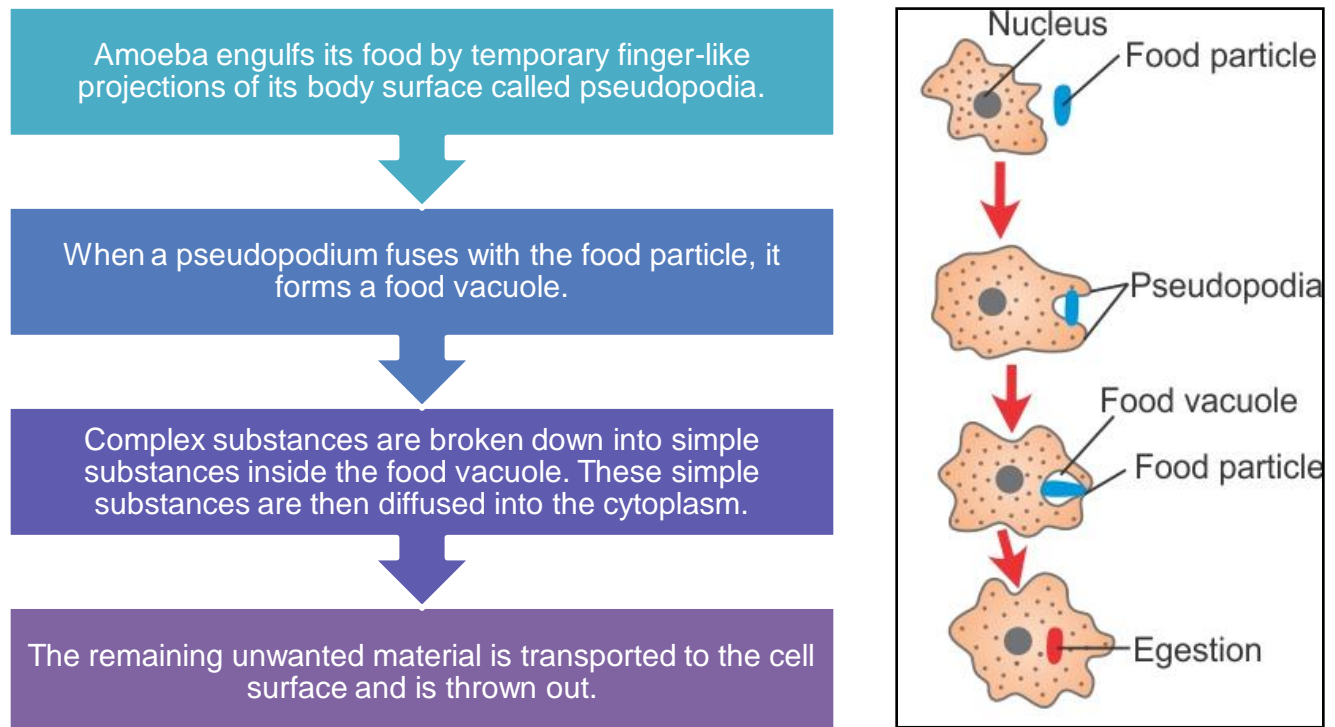 Amoeba engulfs its food by temporary finger-like
projections of its body surface called pseudopodia.
When a pseudopodium fuses with the food particle, it
forms a food vacuole.
Complex substances are broken down into simple
substances inside the food vacuole. These simple
substances are then diffused into the cytoplasm.
The remaining unwanted material is transported to the cell
surface and is thrown out.
Nucleus
Food particle
Pseudopodia
Food vacuole
Food particle
Egestion